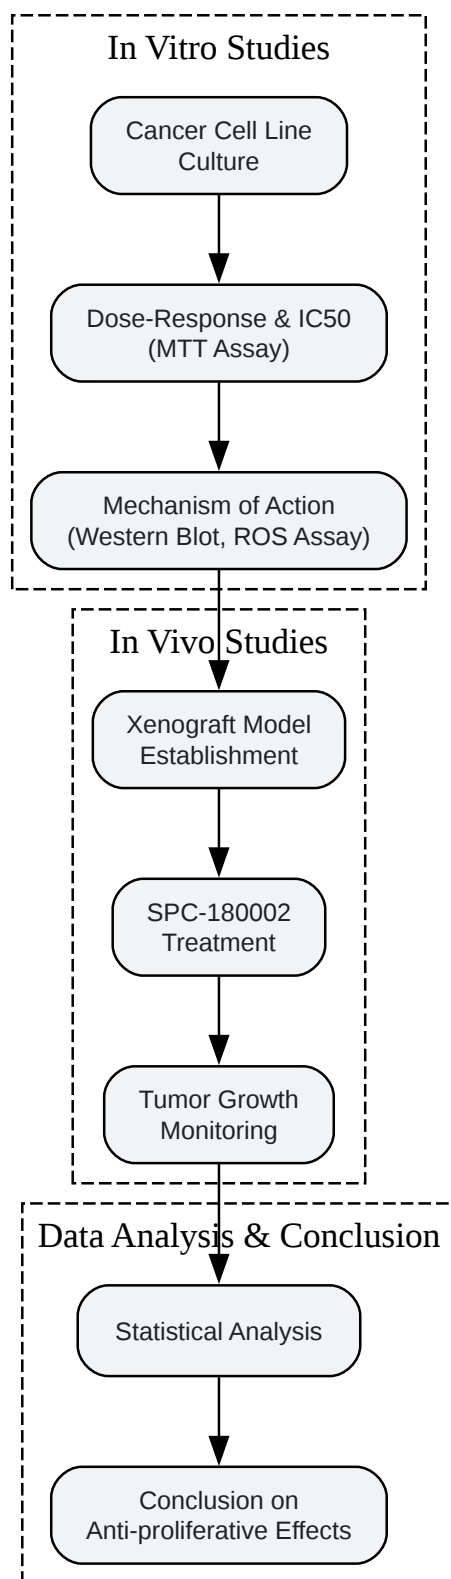 In Vitro Studies
Cancer Cell Line
Culture
Dose-Response & IC50
(MTT Assay)
Mechanism of Action
(Western Blot, ROS Assay)
In Vivo Studies
Xenograft Model
Establishment
SPC-180002
Treatment
Tumor Growth
Monitoring
Data Analysis & Conclusion
Statistical Analysis
Conclusion on
Anti-proliferative Effects